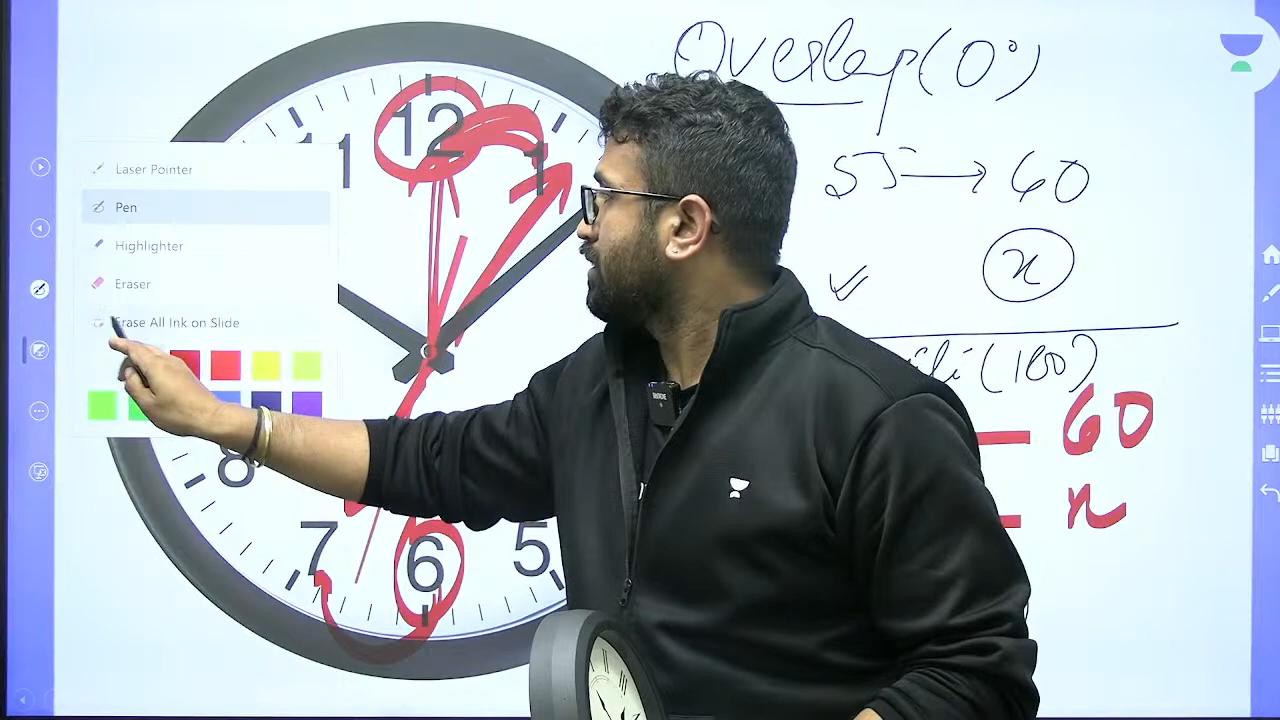 Overlap (0°)
12
11
1
55 → 60
Laser Pointer
Pen
Highlighter
x
Eraser
Erase All Ink on Slide
(180)
60
8
x
7
6
5